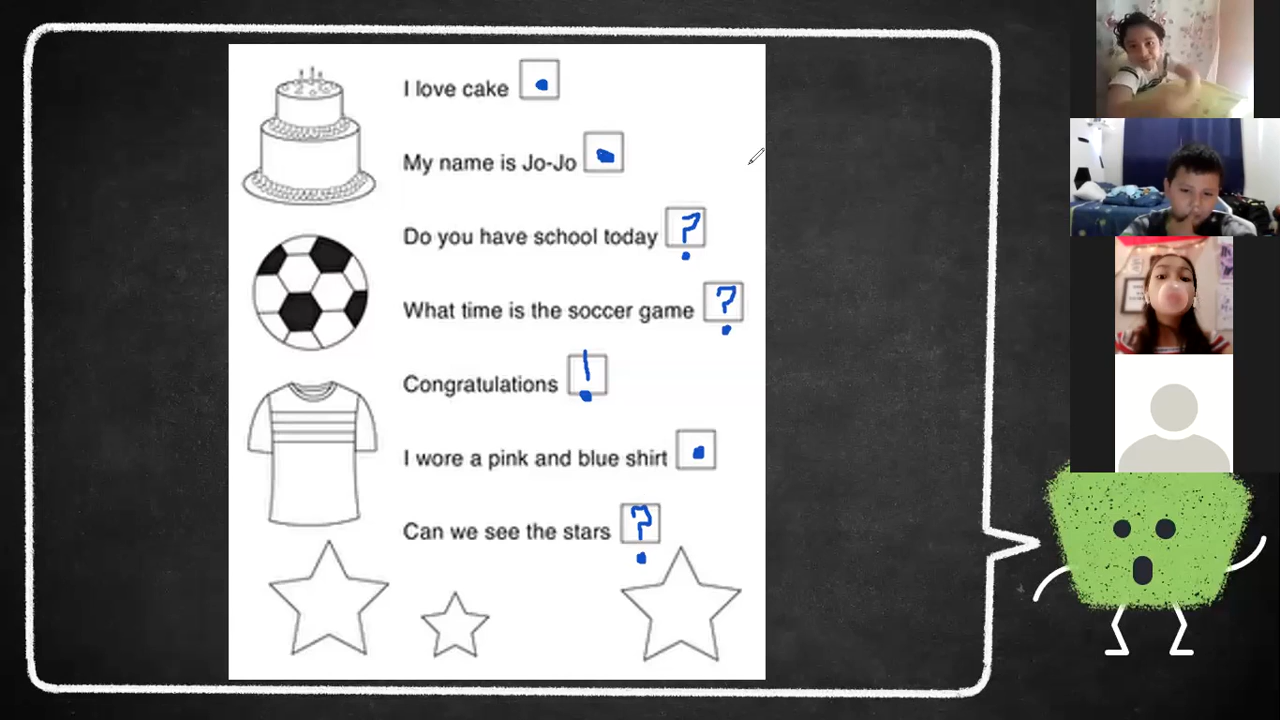 I love cake .
My name is Jo-Jo .
Do you have school today ?
What time is the soccer game ?
Congratulations !
I wore a pink and blue shirt .
Can we see the stars ?